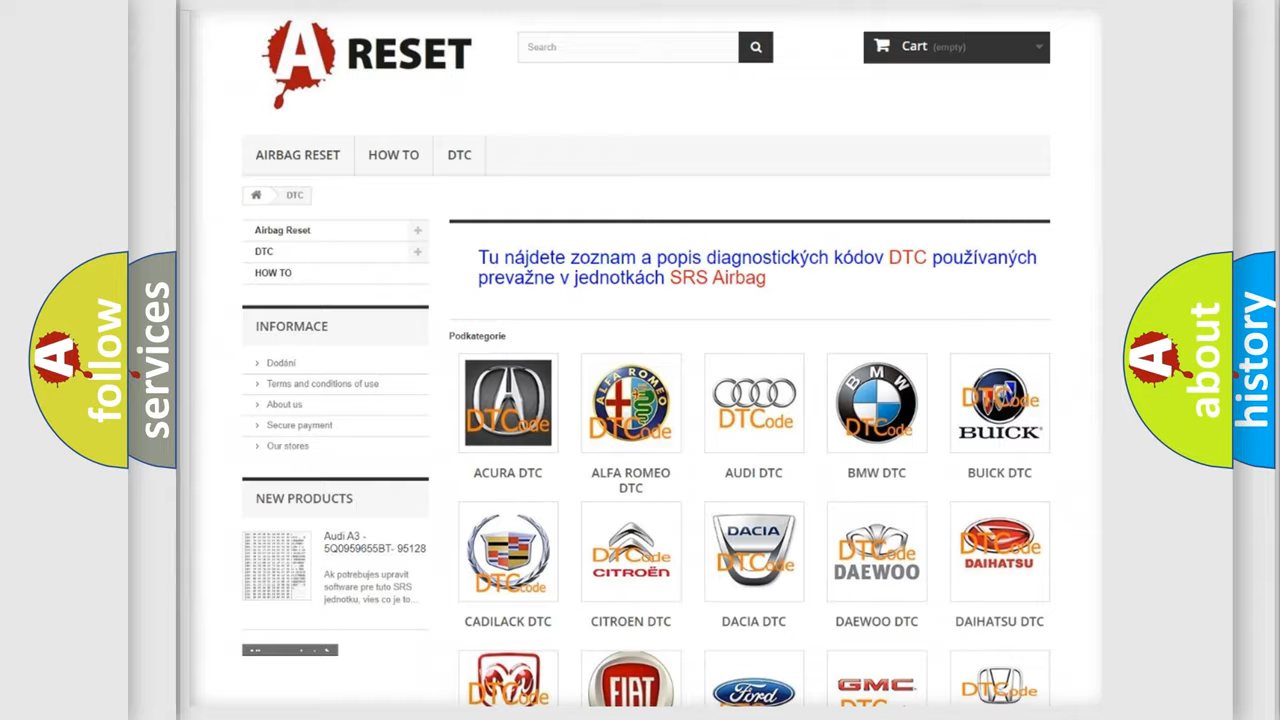 A RESET
Search
Cart (empty)
AIRBAG RESET
HOW TO
DTC
DTC
Airbag Reset
DTC
HOW TO
INFORMACE
Dodání
Terms and conditions of use
About us
Secure payment
Our stores
NEW PRODUCTS
Audi A3 -
5Q0959655BT- 95128
Ak potrebujes upravit
software pre tuto SRS
jednotku, vies co je to...
Tu nájdete zoznam a popis diagnostických kódov DTC používaných
prevažne v jednotkách SRS Airbag
Podkategorie
DTCode
ALFA ROMEO
DTCode
DTCode
BMW
DTCode
DTCode
BUICK
ACURA DTC
ALFA ROMEO
DTC
AUDI DTC
BMW DTC
BUICK DTC
DTCode
DTCode
CITROËN
DACIA
DTCode
DTCode
DAEWOO
DTCode
DAIHATSU
CADILACK DTC
CITROEN DTC
DACIA DTC
DAEWOO DTC
DAIHATSU DTC
DTCode
FIAT
Ford
GMC
DTCode
A follow
services
A about
history